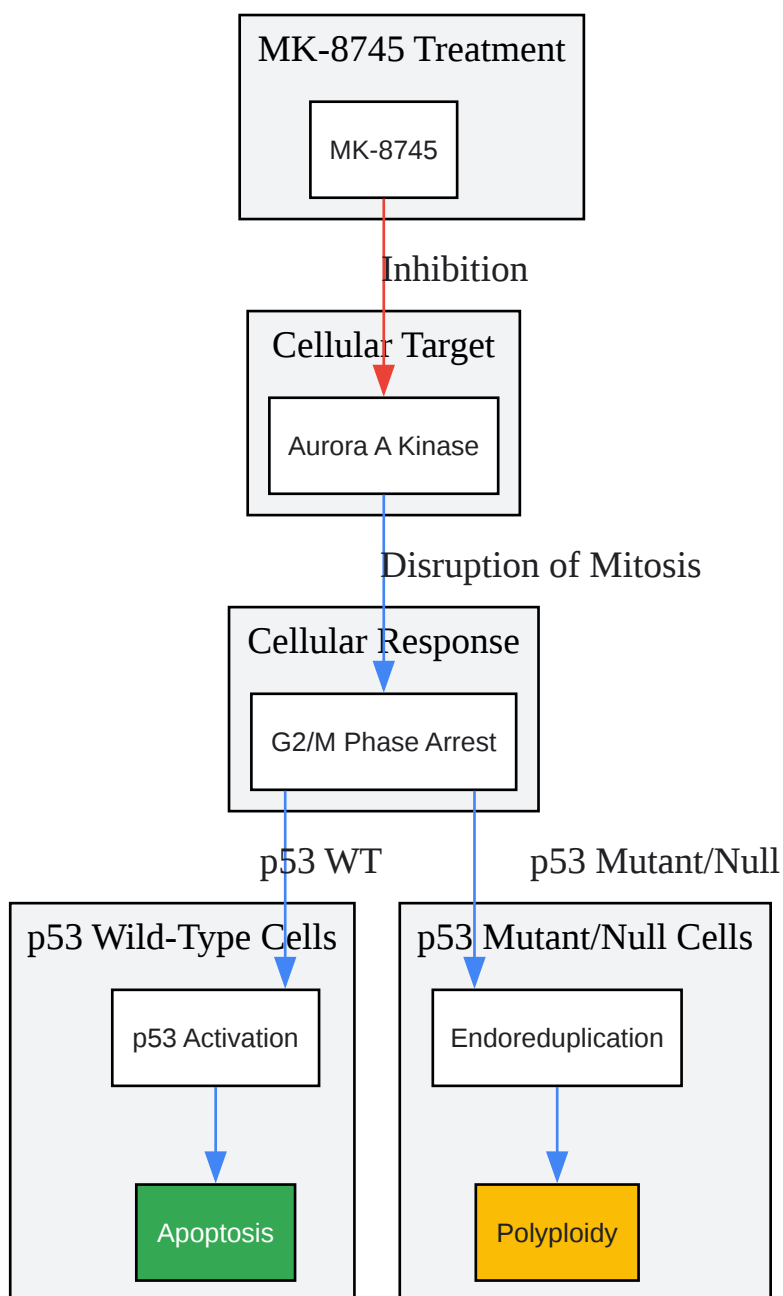 MK-8745 Treatment
MK-8745
Inhibition
Cellular Target
Aurora A Kinase
Disruption of Mitosis
Cellular Response
G2/M Phase Arrest
p53 WT
p53 Mutant/Null
p53 Wild-Type Cells
p53 Mutant/Null Cells
p53 Activation
Endoreduplication
Apoptosis
Polyploidy